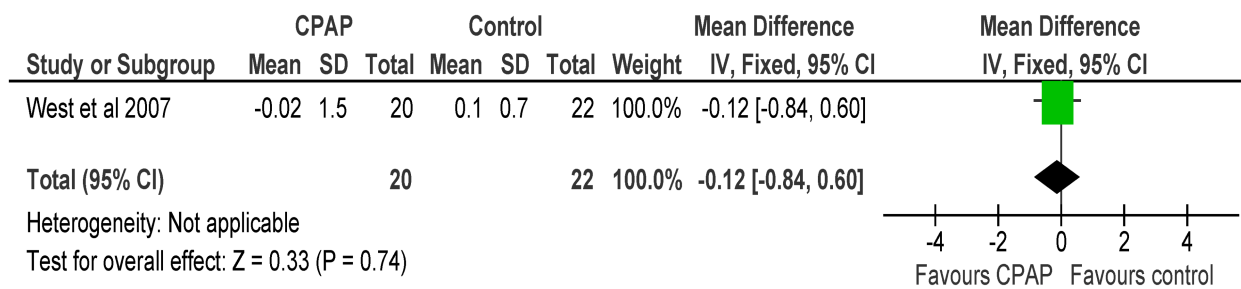 CPAP Control Mean Difference Mean Difference
Study or Subgroup Mean SD Total Mean SD Total Weight IV, Fixed, 95% CI IV, Fixed, 95% CI
West et al 2007 -0.02 1.5 20 0.1 0.7 22 100.0% -0.12 [-0.84, 0.60]
Total (95% CI) 20 22 100.0% -0.12 [-0.84, 0.60]
Heterogeneity: Not applicable
Test for overall effect: Z = 0.33 (P = 0.74)
-4 -2 0 2 4
Favours CPAP Favours control